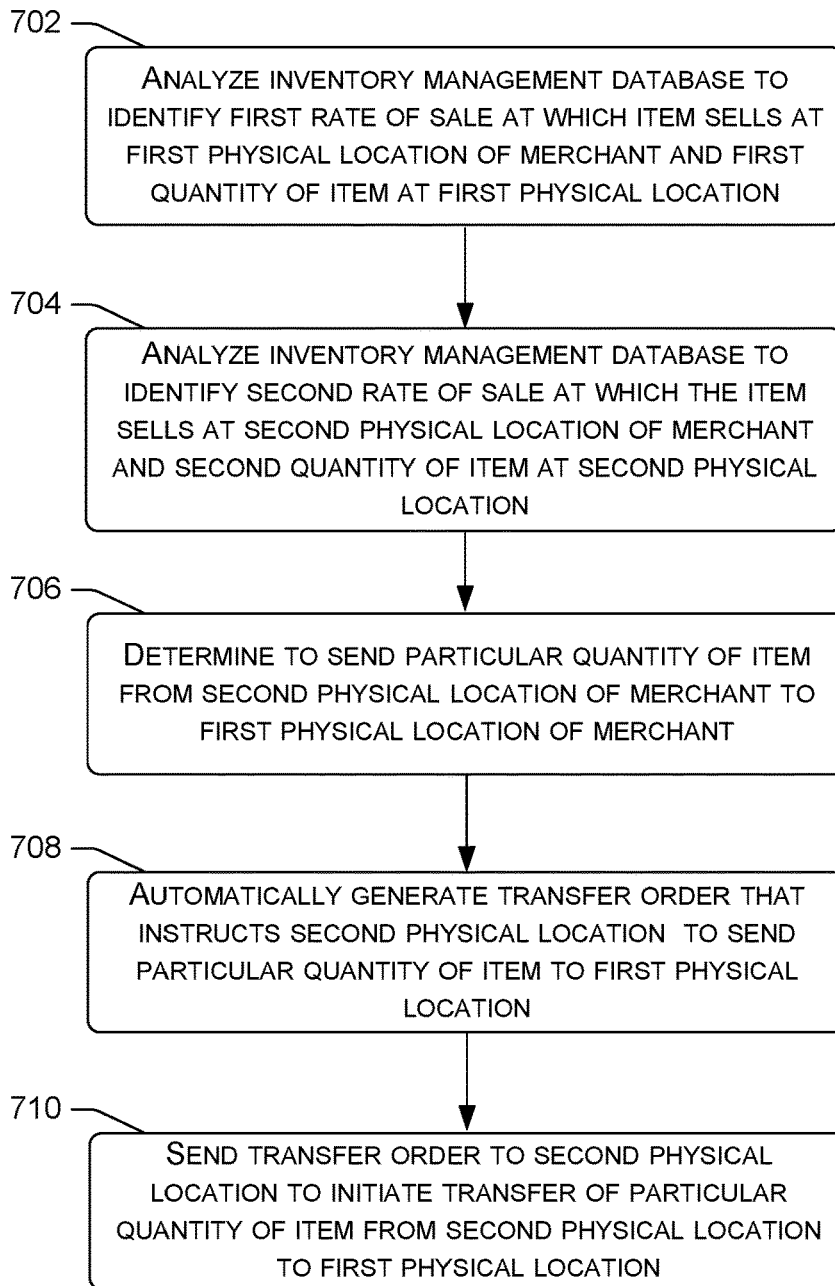 702
ANALYZE INVENTORY MANAGEMENT DATABASE TO
IDENTIFY FIRST RATE OF SALE AT WHICH ITEM SELLS AT
FIRST PHYSICAL LOCATION OF MERCHANT AND FIRST
QUANTITY OF ITEM AT FIRST PHYSICAL LOCATION
704
ANALYZE INVENTORY MANAGEMENT DATABASE TO
IDENTIFY SECOND RATE OF SALE AT WHICH THE ITEM
SELLS AT SECOND PHYSICAL LOCATION OF MERCHANT
AND SECOND QUANTITY OF ITEM AT SECOND PHYSICAL
LOCATION
706
DETERMINE TO SEND PARTICULAR QUANTITY OF ITEM
FROM SECOND PHYSICAL LOCATION OF MERCHANT TO
FIRST PHYSICAL LOCATION OF MERCHANT
708
AUTOMATICALLY GENERATE TRANSFER ORDER THAT
INSTRUCTS SECOND PHYSICAL LOCATION TO SEND
PARTICULAR QUANTITY OF ITEM TO FIRST PHYSICAL
LOCATION
710
SEND TRANSFER ORDER TO SECOND PHYSICAL
LOCATION TO INITIATE TRANSFER OF PARTICULAR
QUANTITY OF ITEM FROM SECOND PHYSICAL LOCATION
TO FIRST PHYSICAL LOCATION